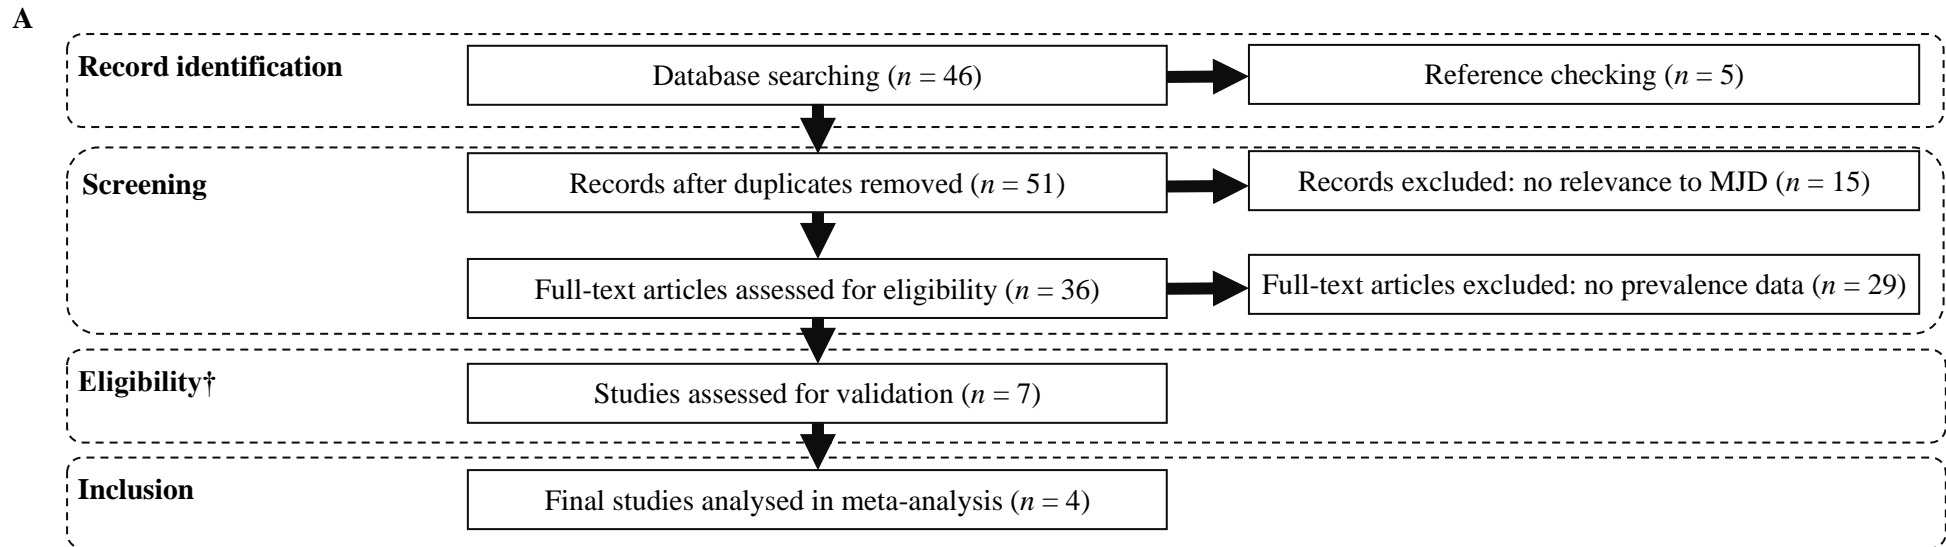 A
Record identification
Database searching (n = 46)
Reference checking (n = 5)
Screening
Records after duplicates removed (n = 51)
Records excluded: no relevance to MJD (n = 15)
Full-text articles assessed for eligibility (n = 36)
Full-text articles excluded: no prevalence data (n = 29)
Eligibility†
Studies assessed for validation (n = 7)
Inclusion
Final studies analysed in meta-analysis (n = 4)